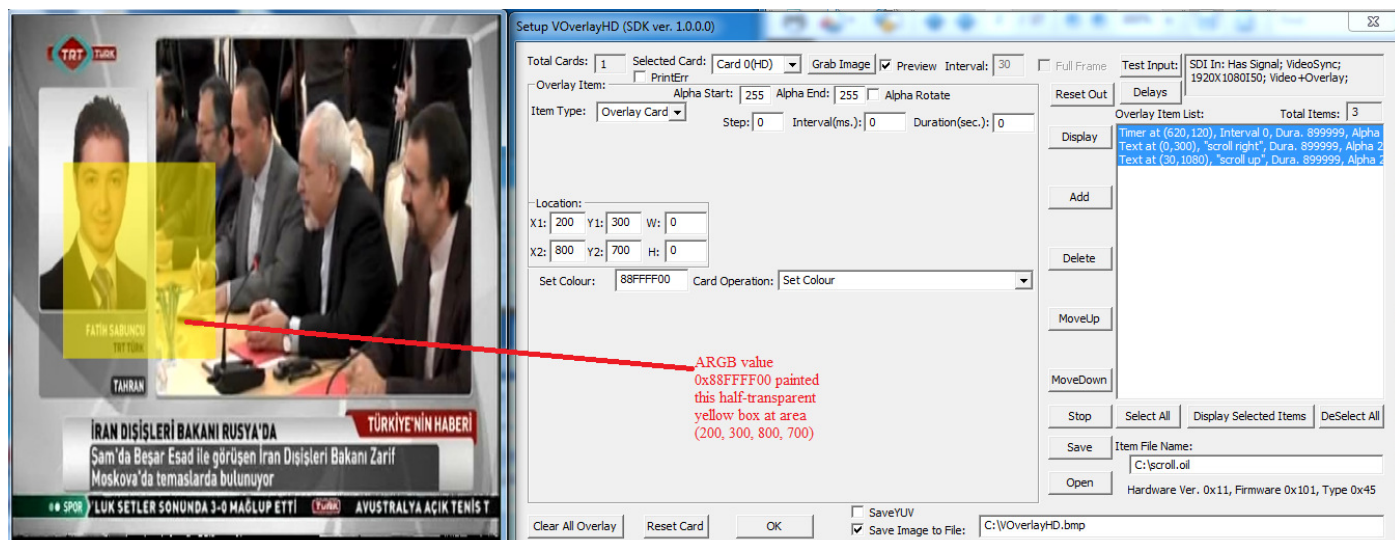 TRT TÜRK
FATİH SABUNCU
TRT TÜRK
TAHRAN
TÜRKİYE'NİN HABERİ
İRAN DIŞİŞLERİ BAKANI RUSYA'DA
Şam'da Beşar Esad ile görüşen İran Dışişleri Bakanı Zarif
Moskova'da temaslarda bulunuyor
SPOR Y'LUK SETLER SONUNDA 3-0 MAĞLUP ETTİ TÜRK AVUSTRALYA AÇIK TENİS T
Setup VOverlayHD (SDK ver. 1.0.0.0)
Total Cards: 1 Selected Card: Card 0(HD) Grab Image Preview Interval: 30 Full Frame Test Input: SDI In: Has Signal; VideoSync;
1920X1080I50; Video+Overlay;
PrintErr
Overlay Item: Alpha Start: 255 Alpha End: 255 Alpha Rotate Reset Out Delays
Item Type: Overlay Card Step: 0 Interval(ms.): 0 Duration(sec.): 0
Overlay Item List: Total Items: 3
Timer at (620,120), Interval 0, Dura. 899999, Alpha
Text at (0,300), "scroll right", Dura. 899999, Alpha 2
Text at (30,1080), "scroll up", Dura. 899999, Alpha 2
Display
Add
Location:
X1: 200 Y1: 300 W: 0
X2: 800 Y2: 700 H: 0
Delete
Set Colour: 88FFFF00 Card Operation: Set Colour
MoveUp
ARGB value
0x88FFFF00 painted
this half-transparent
yellow box at area
(200, 300, 800, 700)
MoveDown
Stop Select All Display Selected Items DeSelect All
Save Item File Name:
C:\scroll.oil
Open Hardware Ver. 0x11, Firmware 0x101, Type 0x45
SaveYUV
Clear All Overlay Reset Card OK Save Image to File: C:\VOverlayHD.bmp